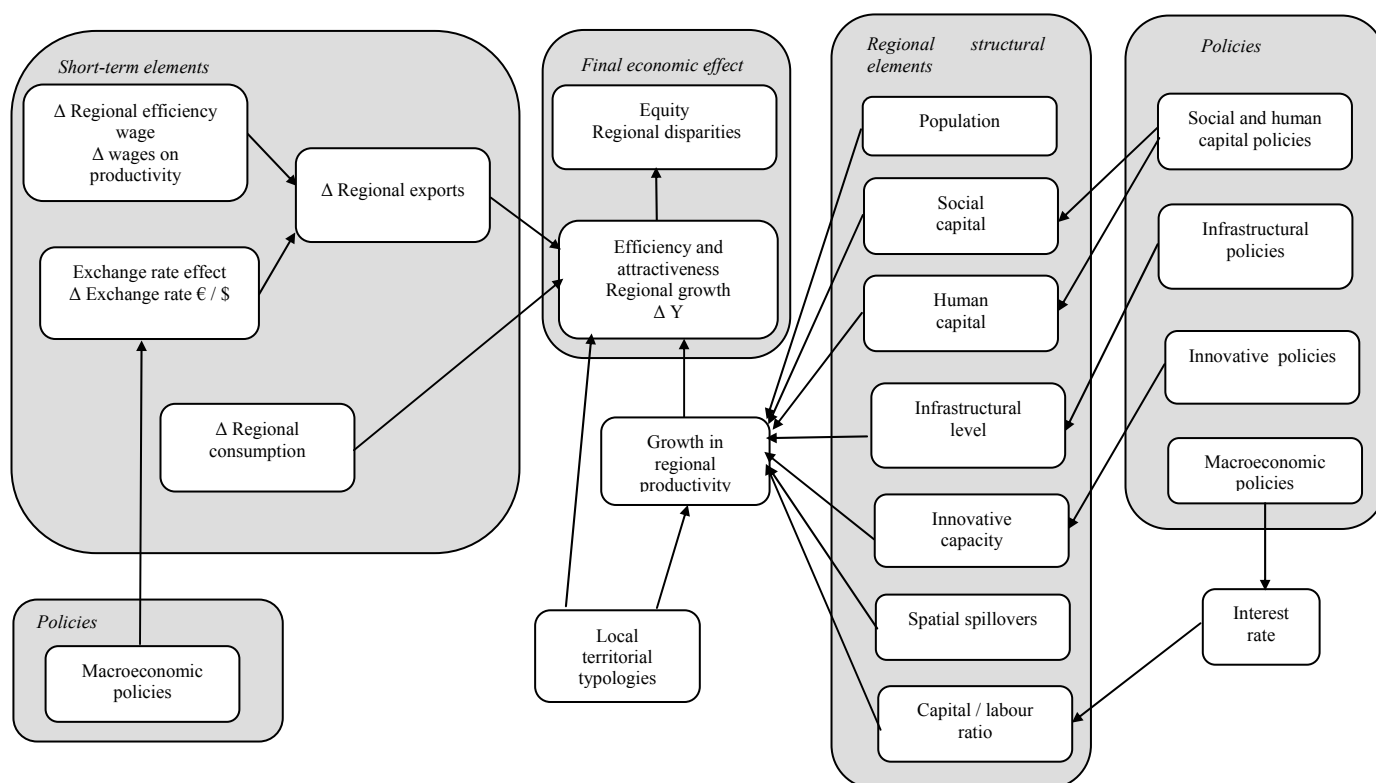 Short-term elements
Δ Regional efficiency
wage
Δ wages on
productivity
Δ Regional exports
Exchange rate effect
Δ Exchange rate € / $
Δ Regional
consumption
Policies
Macroeconomic
policies
Final economic effect
Equity
Regional disparities
Efficiency and
attractiveness
Regional growth
Δ Y
Growth in
regional
productivity
Local
territorial
typologies
Regional structural
elements
Population
Social
capital
Human
capital
Infrastructural
level
Innovative
capacity
Spatial spillovers
Capital / labour
ratio
Policies
Social and human
capital policies
Infrastructural
policies
Innovative policies
Macroeconomic
policies
Interest
rate